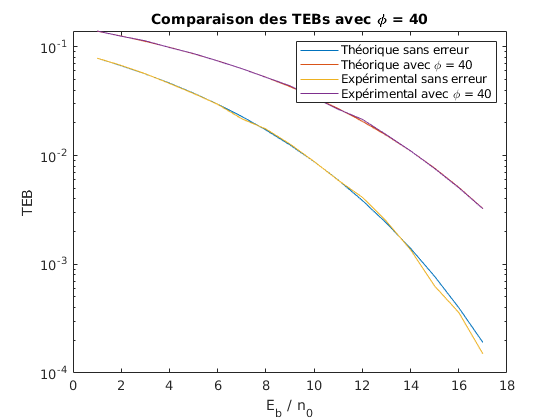 Comparaison des TEBs avec ϕ = 40
Théorique sans erreur
Théorique avec ϕ = 40
Expérimental sans erreur
Expérimental avec ϕ = 40
10^-1
10^-2
10^-3
10^-4
TEB
0 2 4 6 8 10 12 14 16 18
E_b / n_0